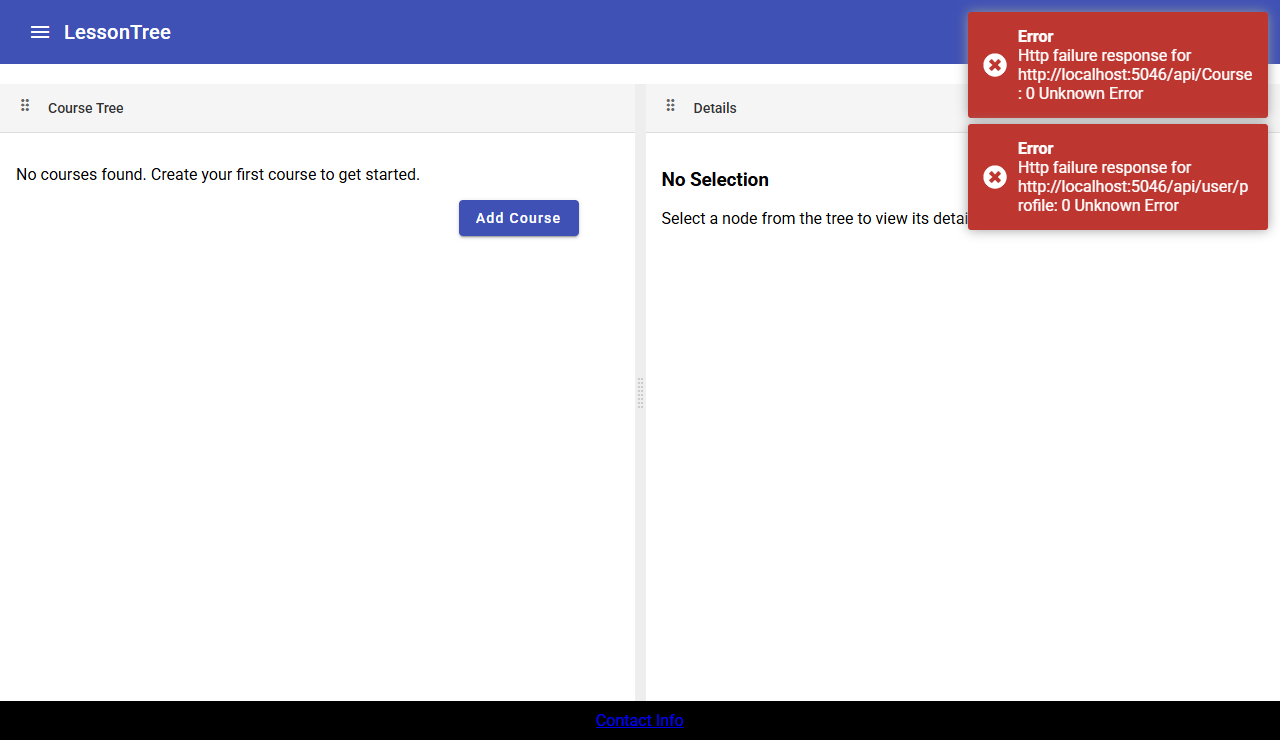 LessonTree
Error
Http failure response for
http://localhost:5046/api/Course
: 0 Unknown Error
Error
Http failure response for
http://localhost:5046/api/user/p
rofile: 0 Unknown Error
Course Tree
No courses found. Create your first course to get started.
Add Course
Details
No Selection
Select a node from the tree to view its detai
Contact Info